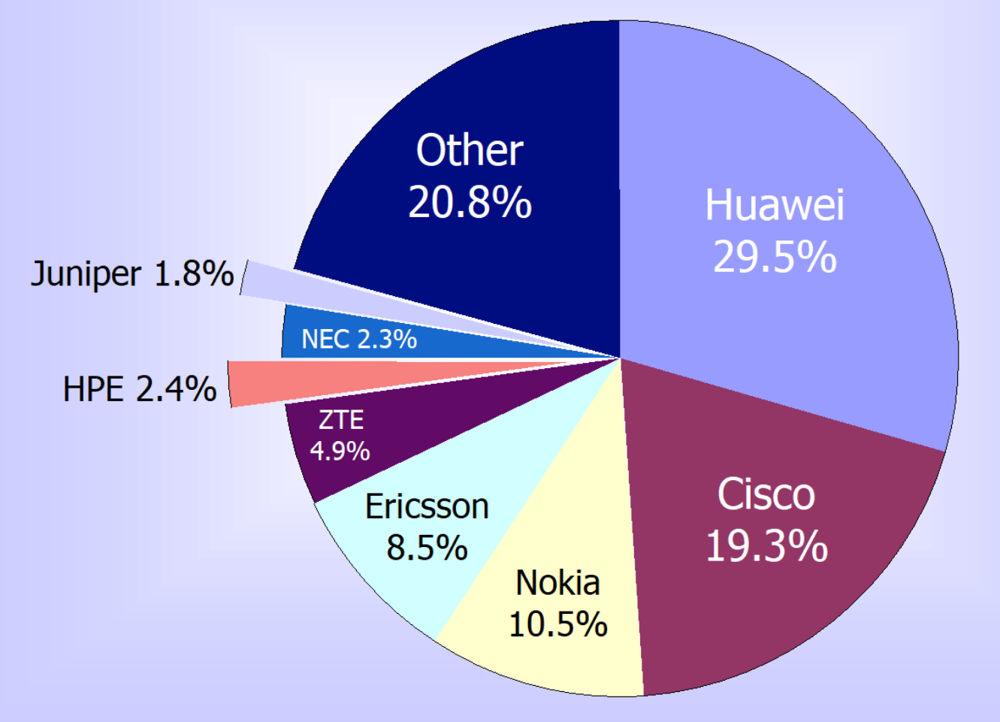 Other
20.8%
Huawei
29.5%
Juniper 1.8%
NEC 2.3%
HPE 2.4%
ZTE
4.9%
Ericsson
8.5%
Cisco
19.3%
Nokia
10.5%